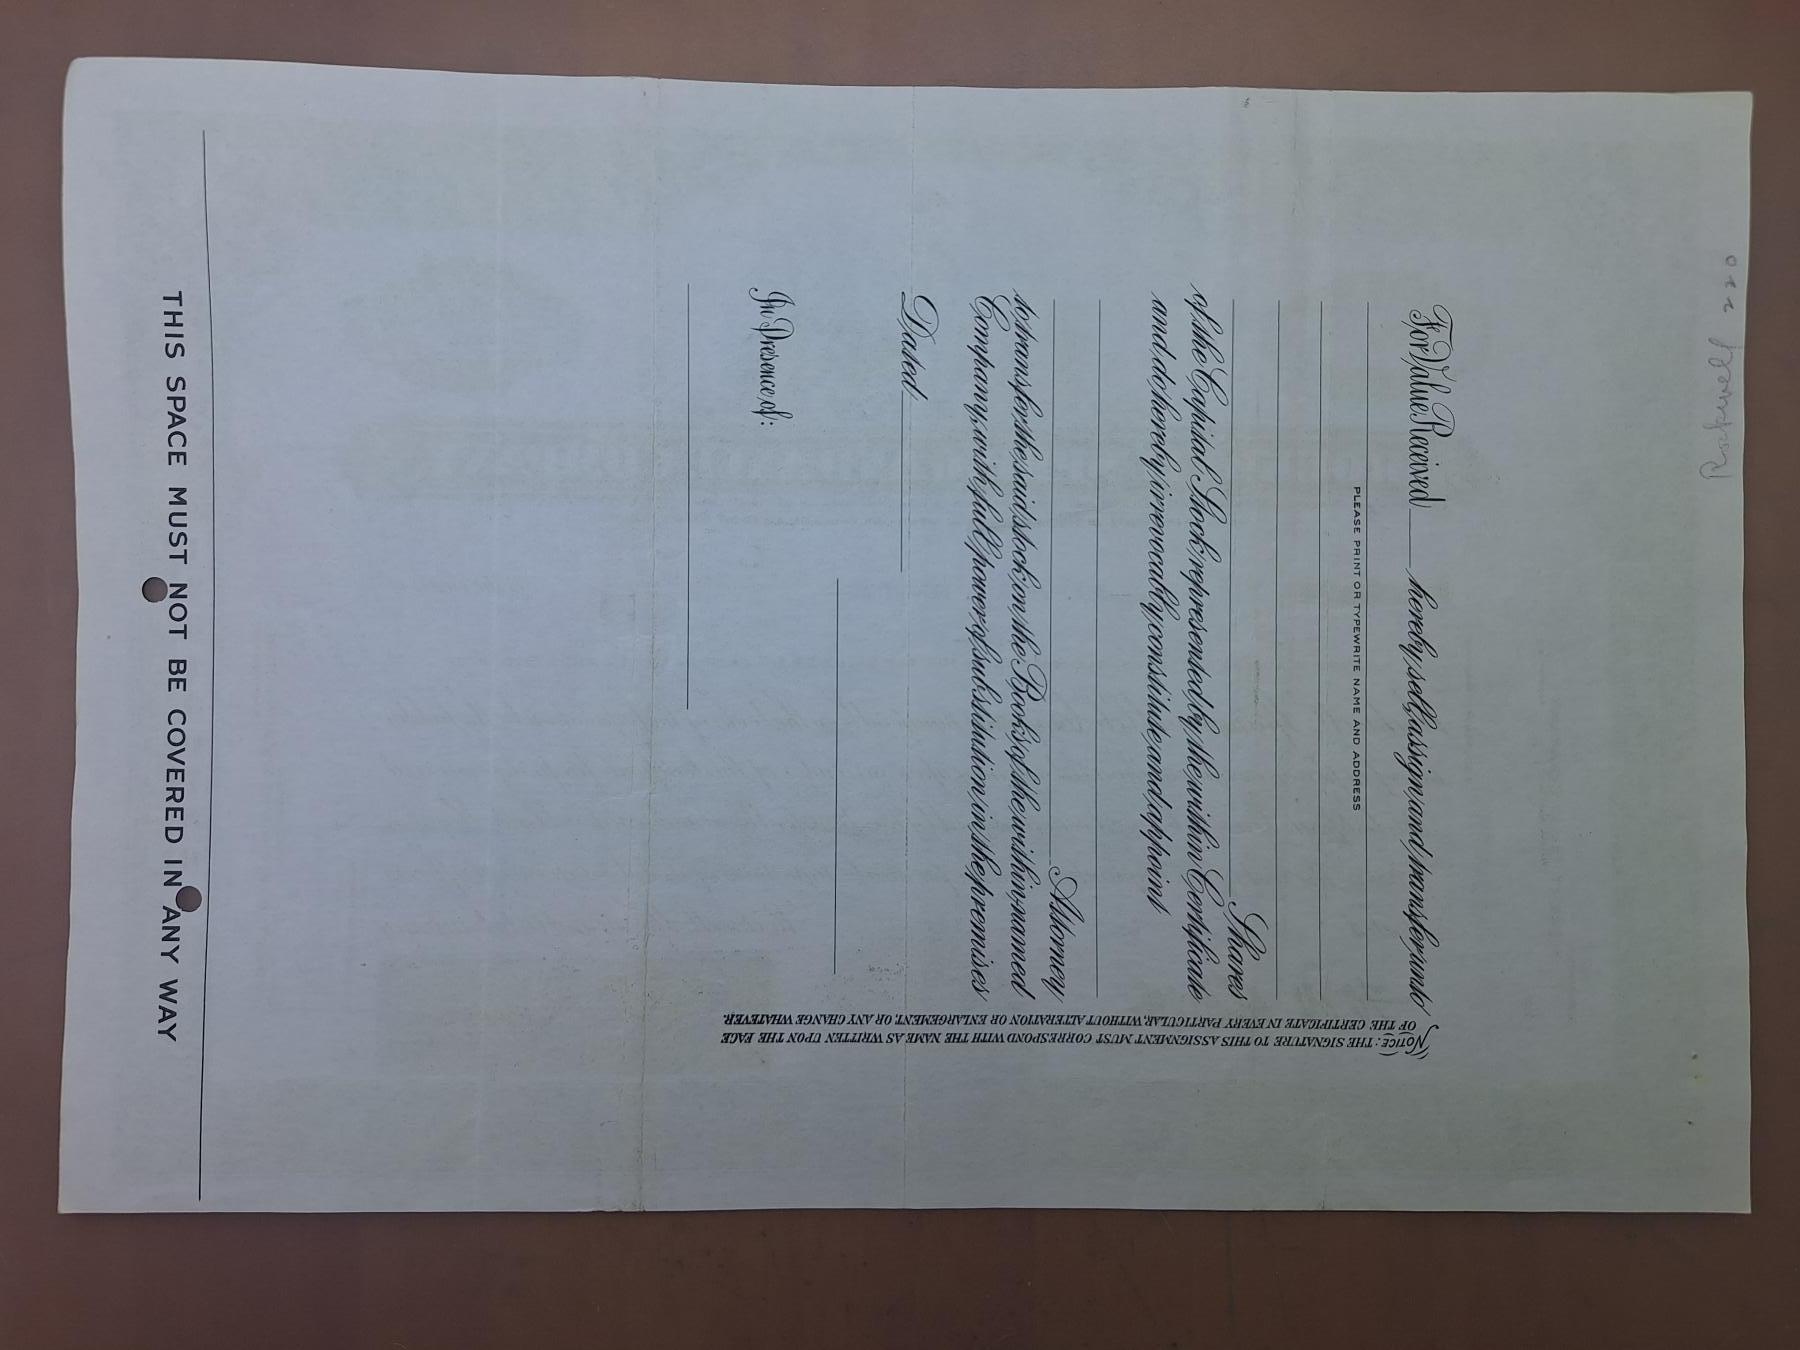 For Value Received hereby sell, assign, and transfer unto
PLEASE PRINT OR TYPEWRITE NAME AND ADDRESS
Shares
of the Capital Stock represented by the within Certificate
and do hereby irrevocably constitute and appoint
Attorney
to transfer the said stock on the Books of the within-named
Company, with full power of substitution in the premises
Dated
In Presence of:
NOTICE: THE SIGNATURE TO THIS ASSIGNMENT MUST CORRESPOND WITH THE NAME AS WRITTEN UPON THE FACE
OF THE CERTIFICATE IN EVERY PARTICULAR, WITHOUT ALTERATION OR ENLARGEMENT, OR ANY CHANGE WHATEVER.
THIS SPACE MUST NOT BE COVERED IN ANY WAY